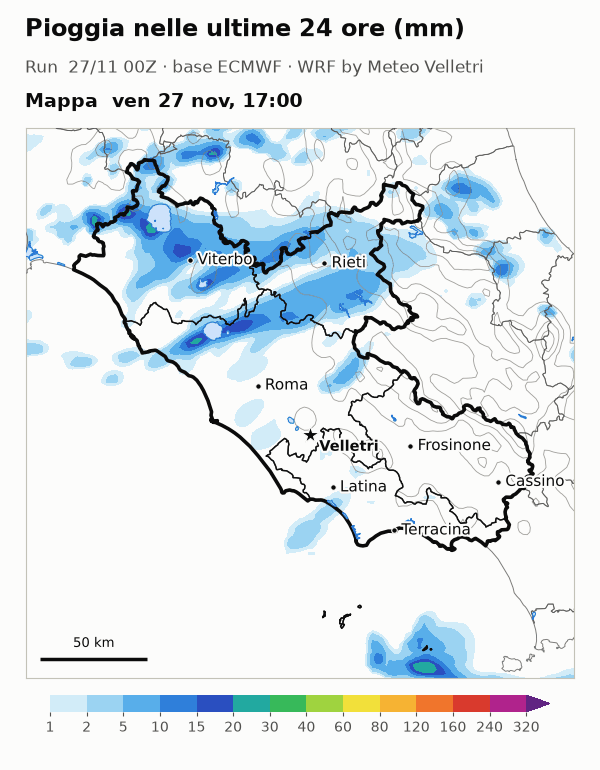 Pioggia nelle ultime 24 ore (mm)
Run  27/11 00Z · base ECMWF · WRF by Meteo Velletri
Mappa  ven 27 nov, 17:00
Viterbo
Rieti
Roma
Velletri
Frosinone
Latina
Cassino
Terracina
50 km
1 2 5 10 15 20 30 40 60 80 120 160 240 320